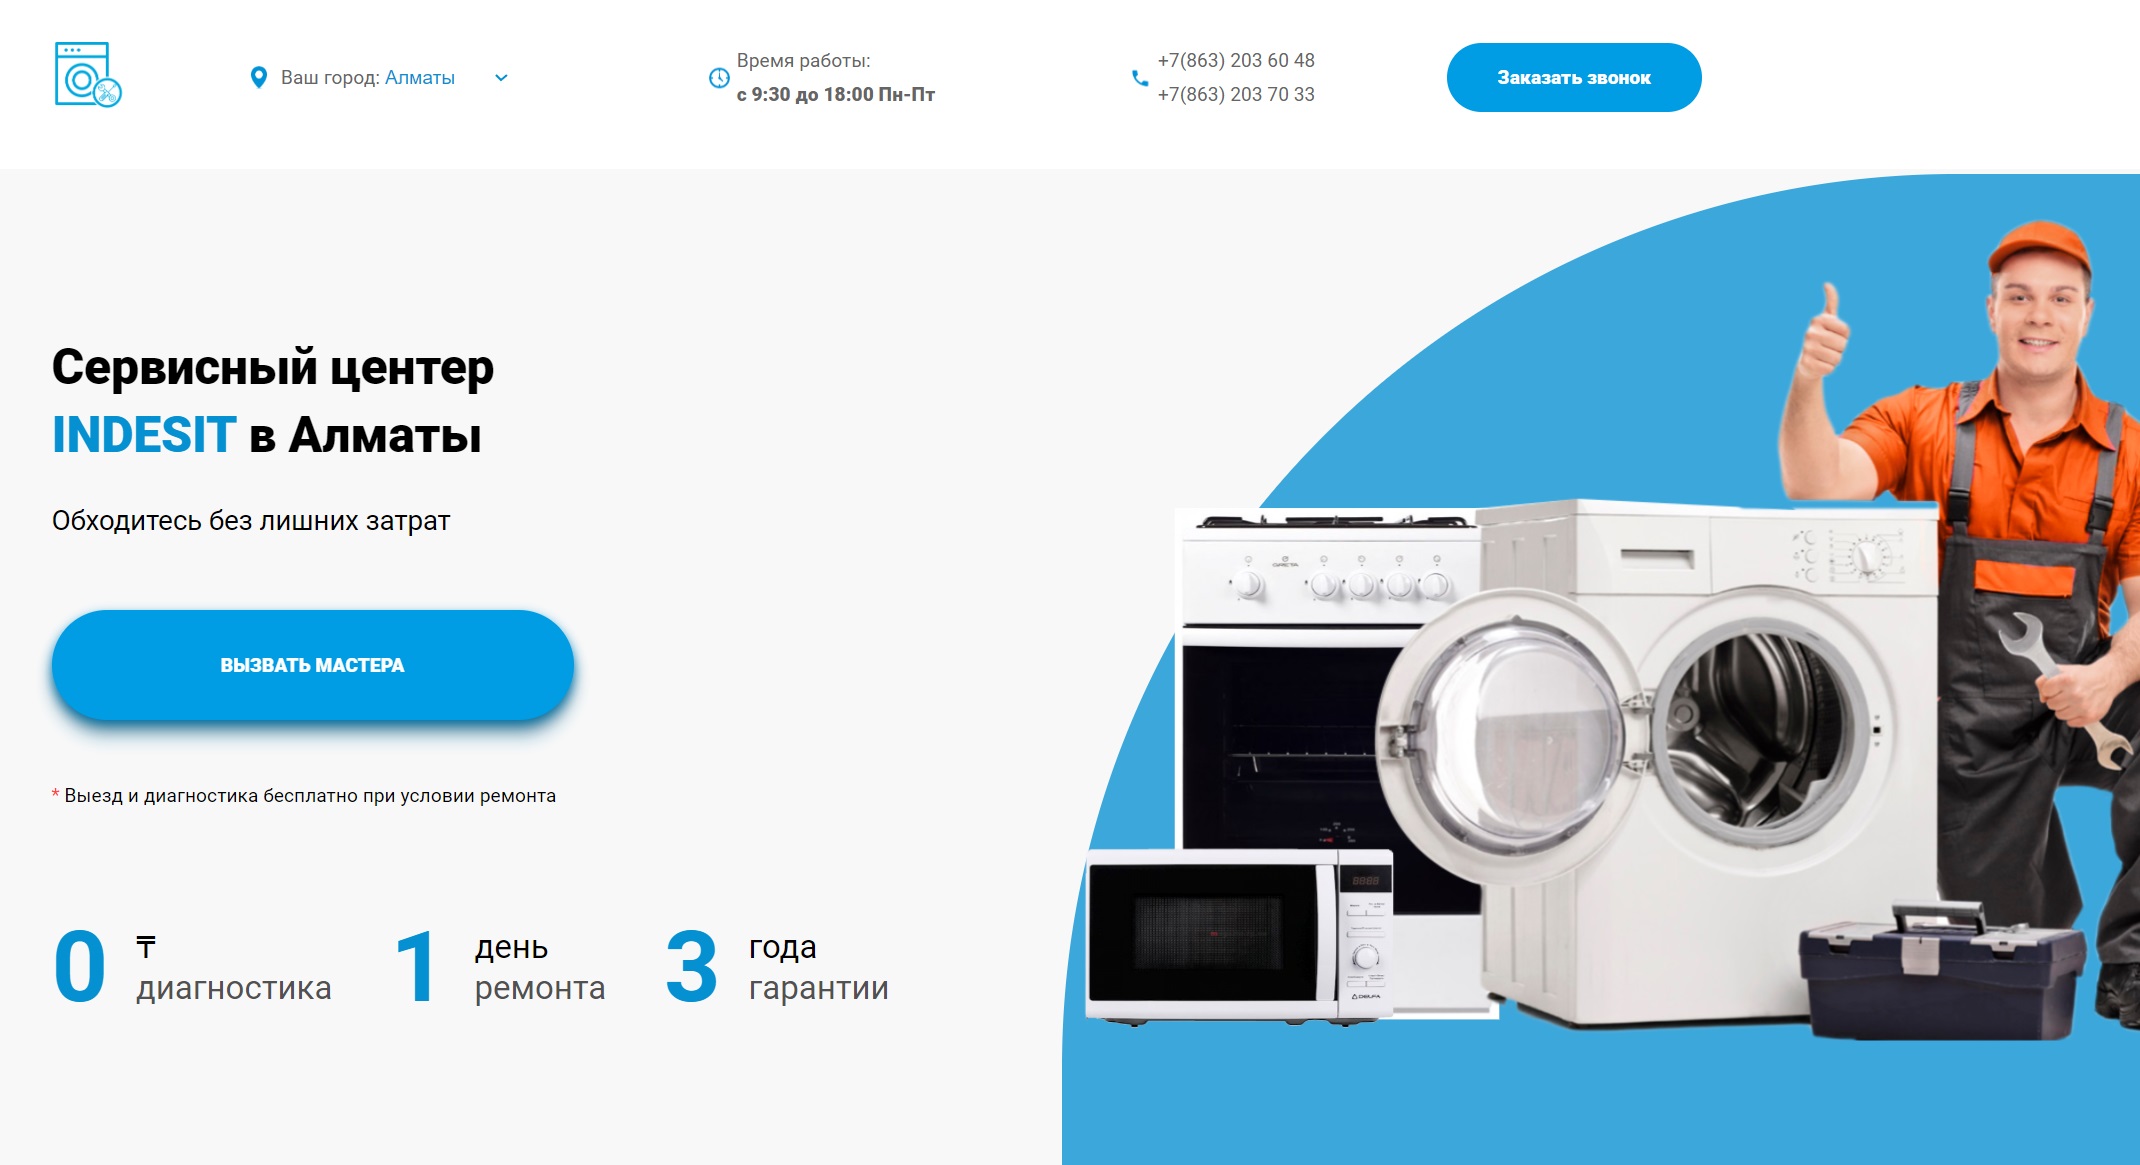 Ваш город: Алматы
Время работы:
с 9:30 до 18:00 Пн-Пт
+7(863) 203 60 48
+7(863) 203 70 33
Заказать звонок
Сервисный центер
INDESIT в Алматы
Обходитесь без лишних затрат
ВЫЗВАТЬ МАСТЕРА
* Выезд и диагностика бесплатно при условии ремонта
0 ₸
диагностика
1 день
ремонта
3 года
гарантии